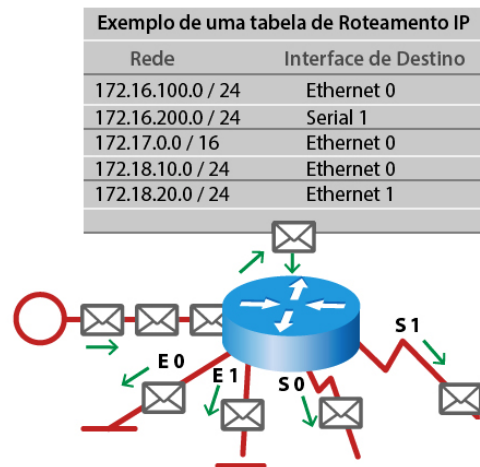 Exemplo de uma tabela de Roteamento IP
Rede Interface de Destino
172.16.100.0 / 24 Ethernet 0
172.16.200.0 / 24 Serial 1
172.17.0.0 / 16 Ethernet 0
172.18.10.0 / 24 Ethernet 0
172.18.20.0 / 24 Ethernet 1
E 0
E 1
S 0
S 1